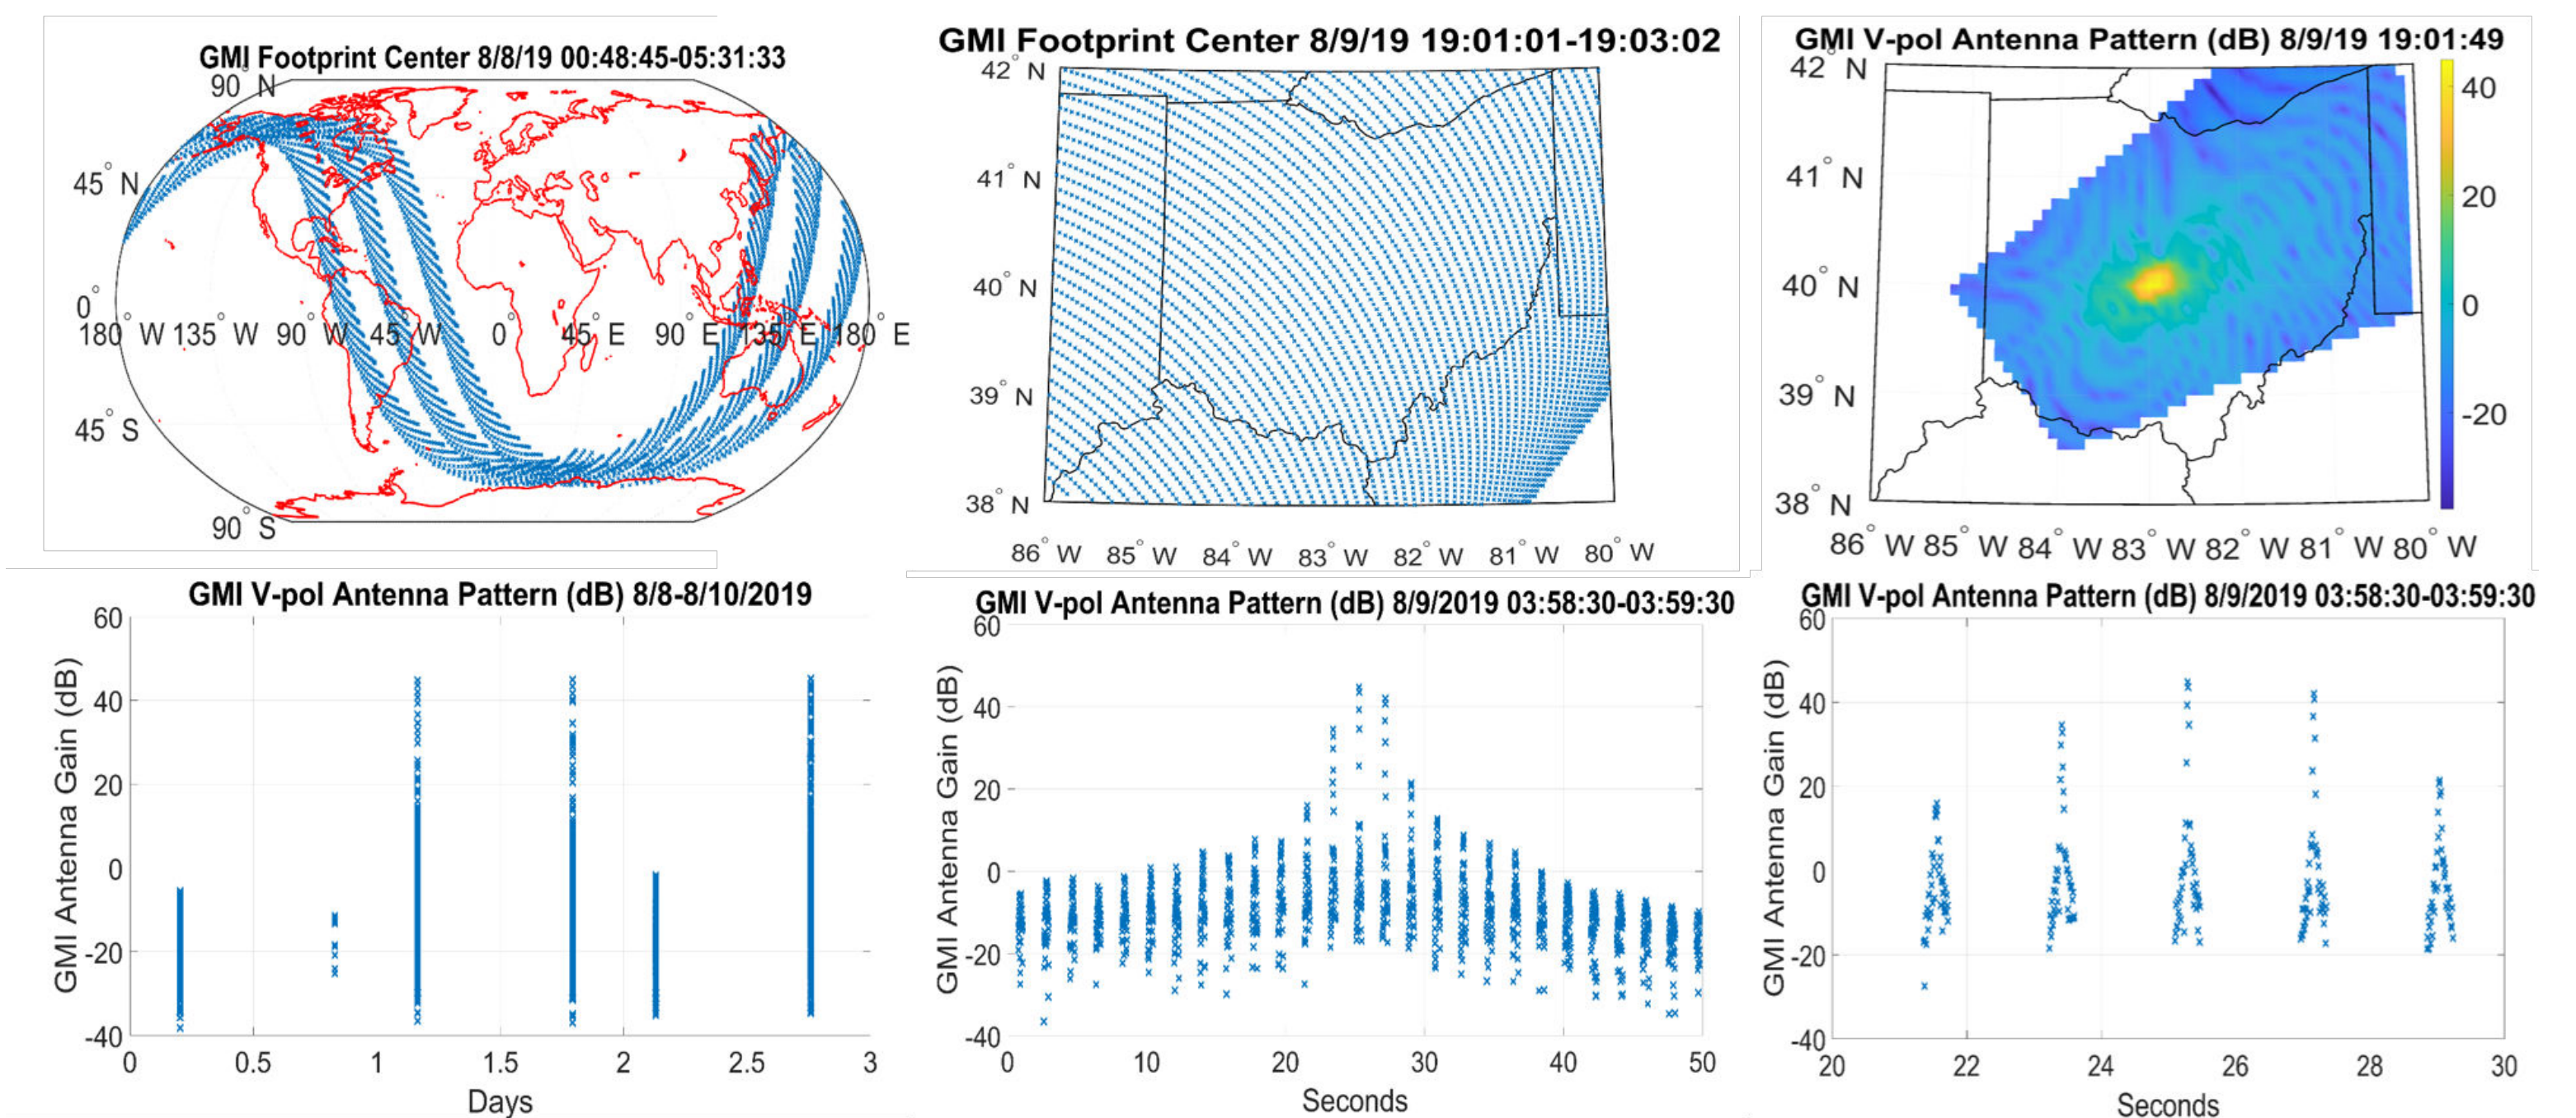 GMI Footprint Center 8/8/19 00:48:45-05:31:33
90° N
45° N
0°
180° W 135° W 90° W 45° W 0° 45° E 90° E 135° E 180° E
45° S
90° S
GMI Footprint Center 8/9/19 19:01:01-19:03:02
42° N
41° N
40° N
39° N
38° N
86° W 85° W 84° W 83° W 82° W 81° W 80° W
GMI V-pol Antenna Pattern (dB) 8/9/19 19:01:49
42° N
41° N
40° N
39° N
38° N
86° W 85° W 84° W 83° W 82° W 81° W 80° W
40
20
0
-20
GMI V-pol Antenna Pattern (dB) 8/8-8/10/2019
GMI Antenna Gain (dB)
60
40
20
0
-20
-40
0 0.5 1 1.5 2 2.5 3
Days
GMI V-pol Antenna Pattern (dB) 8/9/2019 03:58:30-03:59:30
GMI Antenna Gain (dB)
60
40
20
0
-20
-40
0 10 20 30 40 50
Seconds
GMI V-pol Antenna Pattern (dB) 8/9/2019 03:58:30-03:59:30
GMI Antenna Gain (dB)
60
40
20
0
-20
-40
20 22 24 26 28 30
Seconds